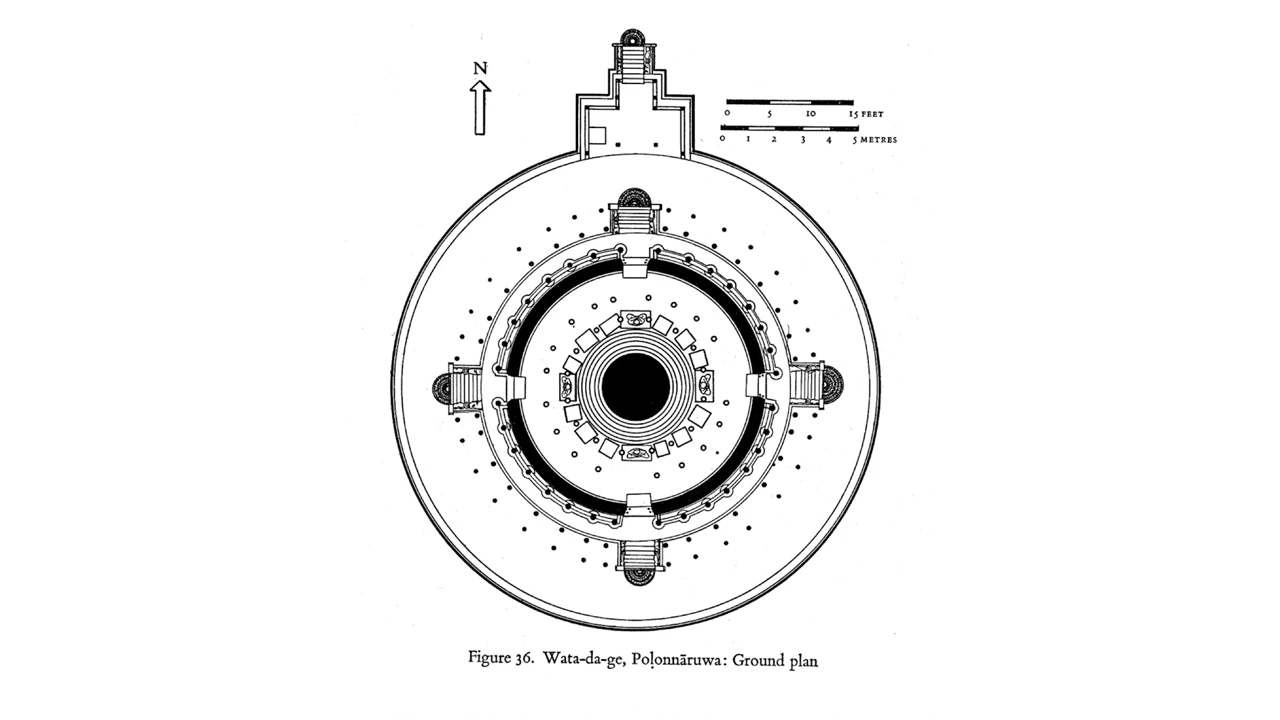 N
0 5 10 15 FEET
0 1 2 3 4 5 METRES
Figure 36. Wata-da-ge, Poḷonnāruwa: Ground plan